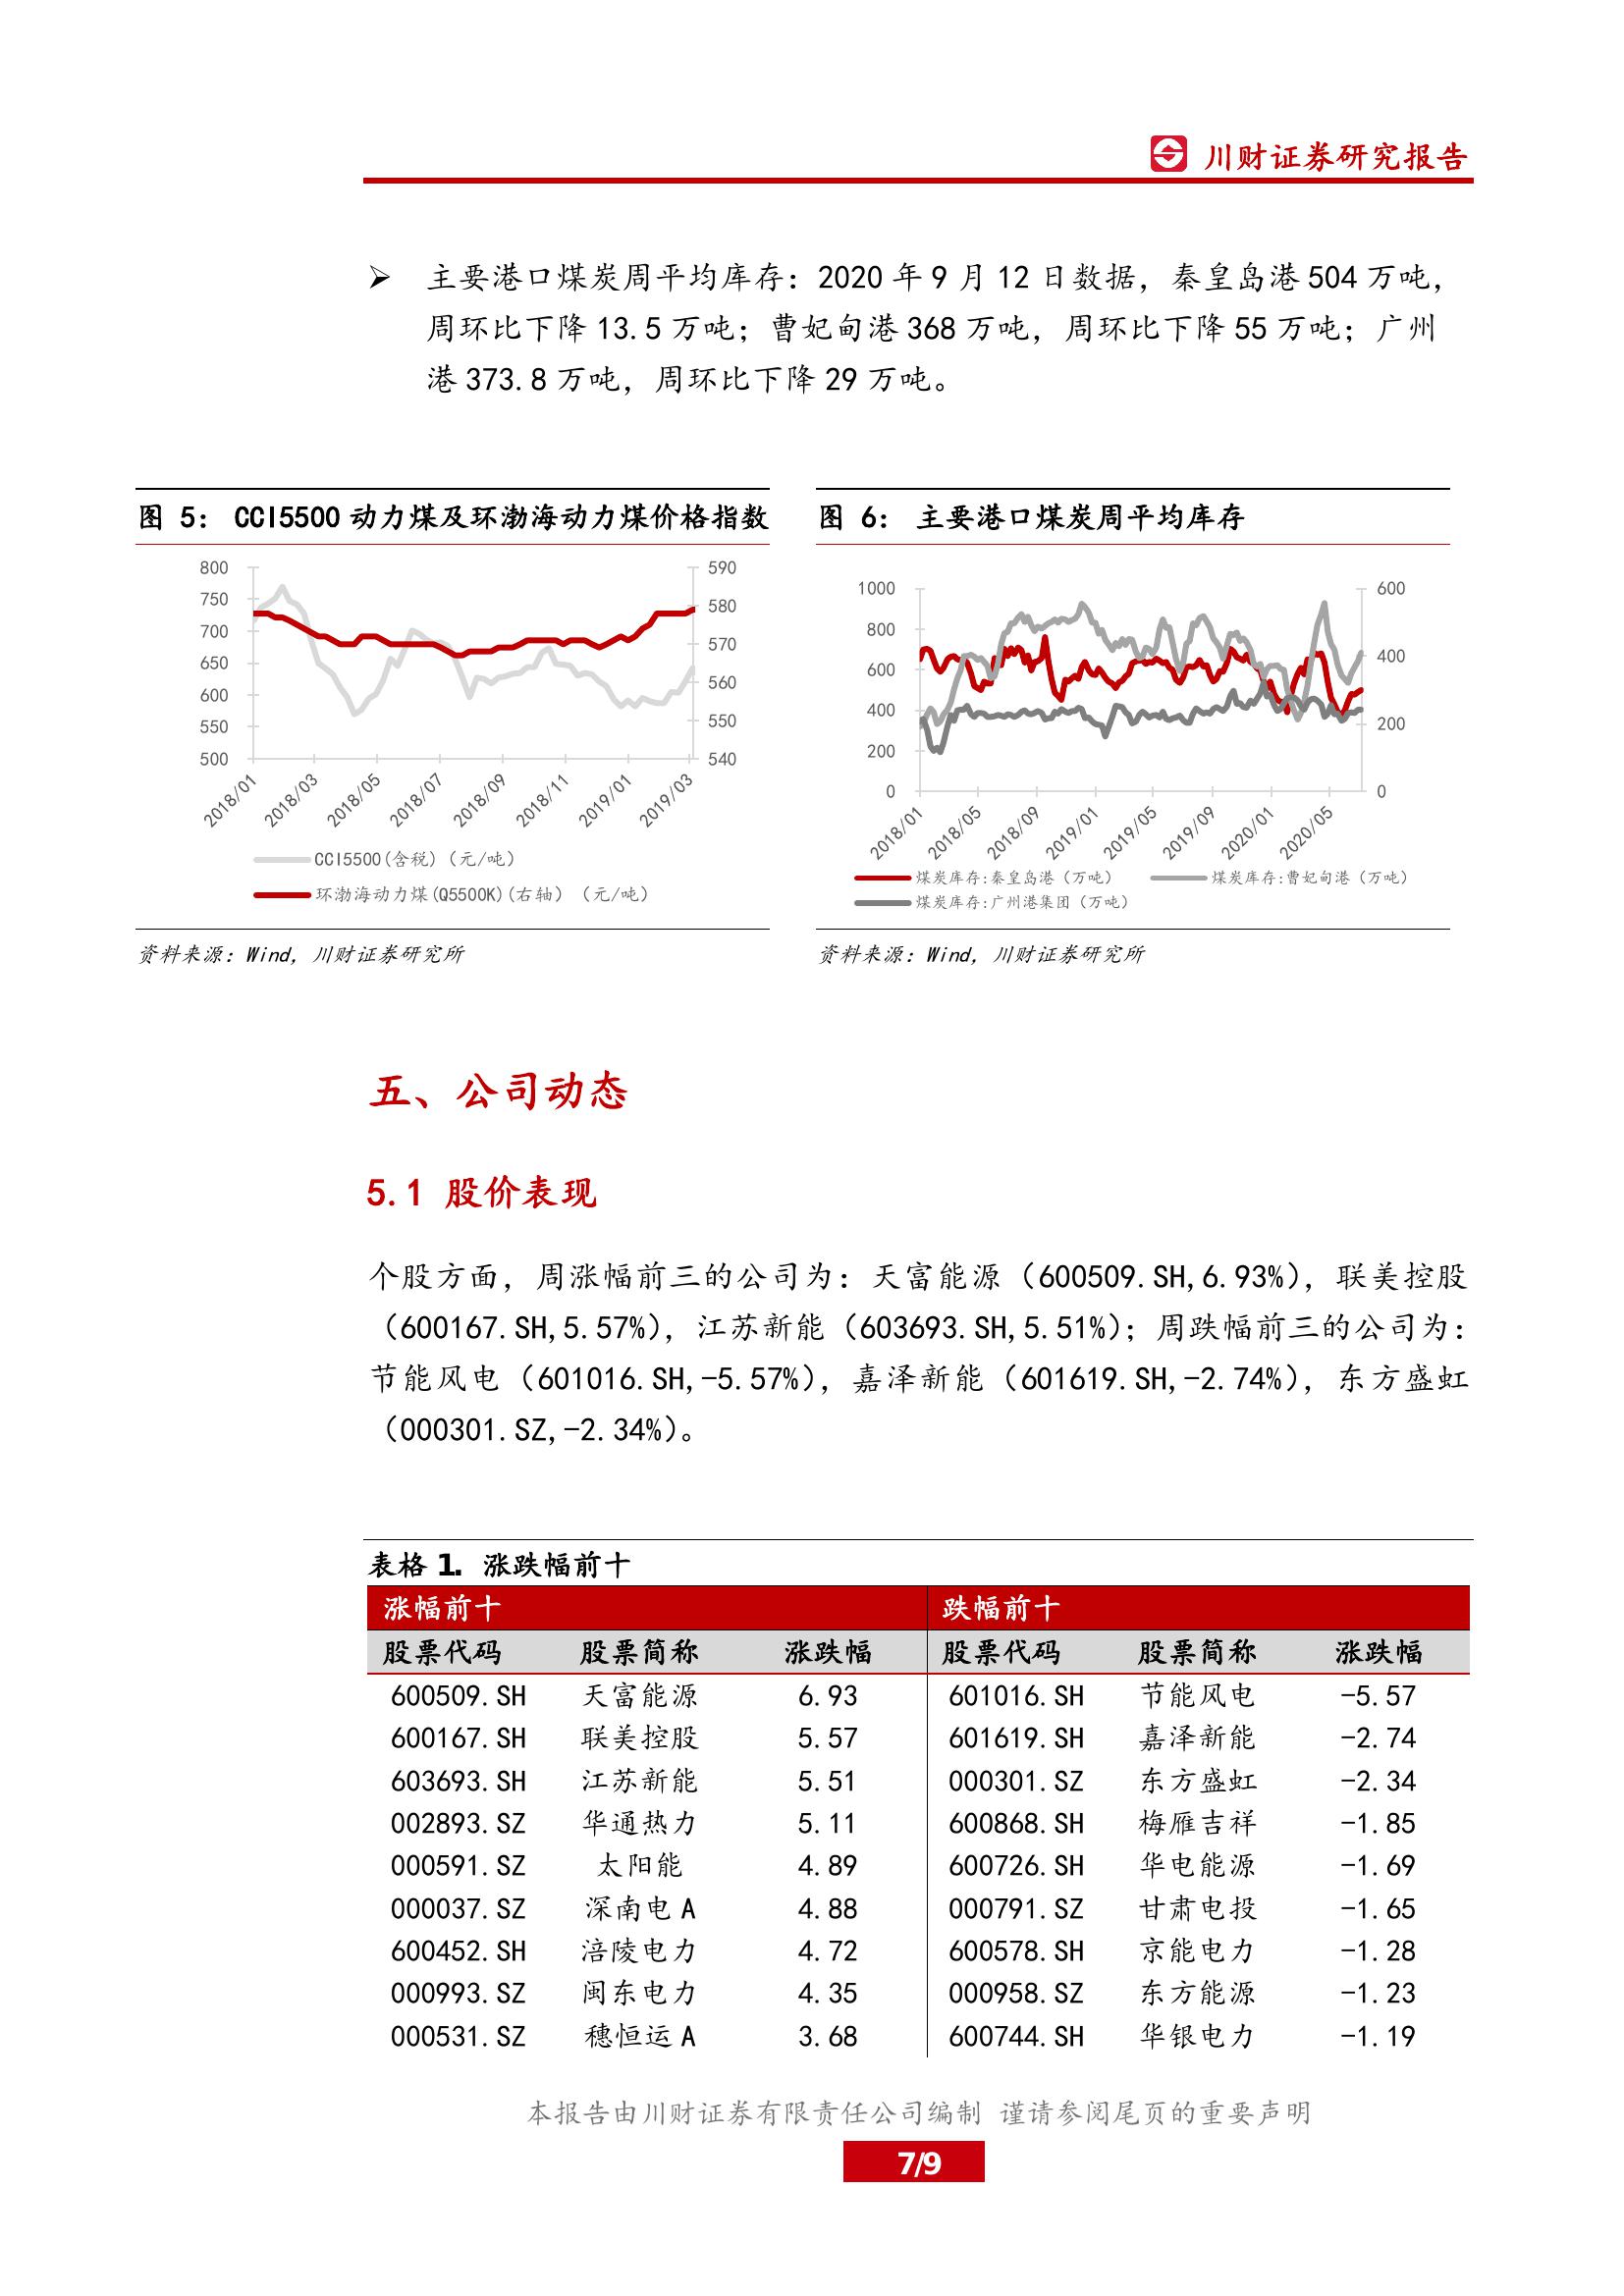 川财证券研究报告
➢ 主要港口煤炭周平均库存：2020 年 9 月 12 日数据，秦皇岛港 504 万吨，
周环比下降 13.5 万吨；曹妃甸港 368 万吨，周环比下降 55 万吨；广州
港 373.8 万吨，周环比下降 29 万吨。
图 5： CCI5500 动力煤及环渤海动力煤价格指数
800
750
700
650
600
550
500
590
580
570
560
550
540
2018/01
2018/03
2018/05
2018/07
2018/09
2018/11
2019/01
2019/03
CCI5500(含税)（元/吨）
环渤海动力煤(Q5500K)(右轴）（元/吨）
资料来源：Wind，川财证券研究所
图 6： 主要港口煤炭周平均库存
1000
800
600
400
200
0
600
400
200
0
2018/01
2018/05
2018/09
2019/01
2019/05
2019/09
2020/01
2020/05
煤炭库存:秦皇岛港（万吨）
煤炭库存:曹妃甸港（万吨）
煤炭库存:广州港集团（万吨）
资料来源：Wind，川财证券研究所
五、公司动态
5.1 股价表现
个股方面，周涨幅前三的公司为：天富能源（600509.SH,6.93%），联美控股
（600167.SH,5.57%），江苏新能（603693.SH,5.51%）；周跌幅前三的公司为：
节能风电（601016.SH,-5.57%），嘉泽新能（601619.SH,-2.74%），东方盛虹
（000301.SZ,-2.34%）。
表格 1. 涨跌幅前十
涨幅前十 跌幅前十
股票代码 股票简称 涨跌幅 股票代码 股票简称 涨跌幅
600509.SH 天富能源 6.93 601016.SH 节能风电 -5.57
600167.SH 联美控股 5.57 601619.SH 嘉泽新能 -2.74
603693.SH 江苏新能 5.51 000301.SZ 东方盛虹 -2.34
002893.SZ 华通热力 5.11 600868.SH 梅雁吉祥 -1.85
000591.SZ 太阳能 4.89 600726.SH 华电能源 -1.69
000037.SZ 深南电 A 4.88 000791.SZ 甘肃电投 -1.65
600452.SH 涪陵电力 4.72 600578.SH 京能电力 -1.28
000993.SZ 闽东电力 4.35 000958.SZ 东方能源 -1.23
000531.SZ 穗恒运 A 3.68 600744.SH 华银电力 -1.19
本报告由川财证券有限责任公司编制 谨请参阅尾页的重要声明
7/9